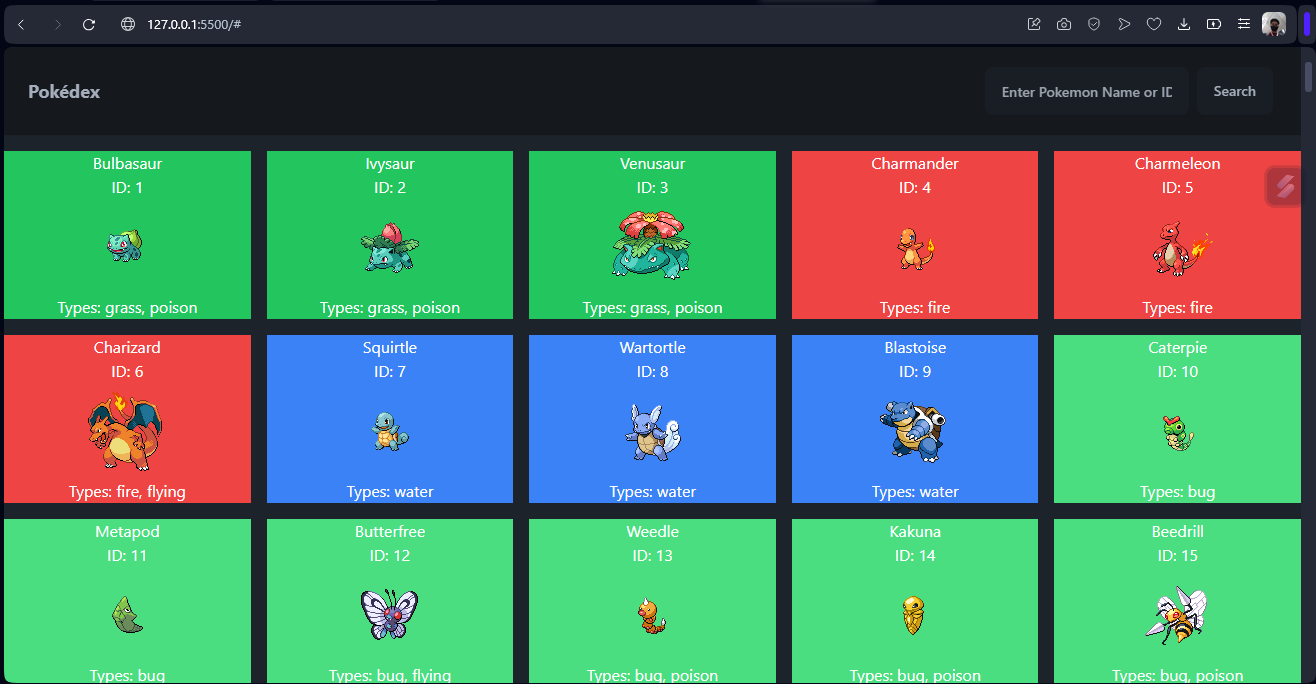 127.0.0.1:5500/#
Pokédex
Enter Pokemon Name or ID
Search
Bulbasaur
ID: 1
Types: grass, poison
Ivysaur
ID: 2
Types: grass, poison
Venusaur
ID: 3
Types: grass, poison
Charmander
ID: 4
Types: fire
Charmeleon
ID: 5
Types: fire
Charizard
ID: 6
Types: fire, flying
Squirtle
ID: 7
Types: water
Wartortle
ID: 8
Types: water
Blastoise
ID: 9
Types: water
Caterpie
ID: 10
Types: bug
Metapod
ID: 11
Types: bug
Butterfree
ID: 12
Types: bug, flying
Weedle
ID: 13
Types: bug, poison
Kakuna
ID: 14
Types: bug, poison
Beedrill
ID: 15
Types: bug, poison